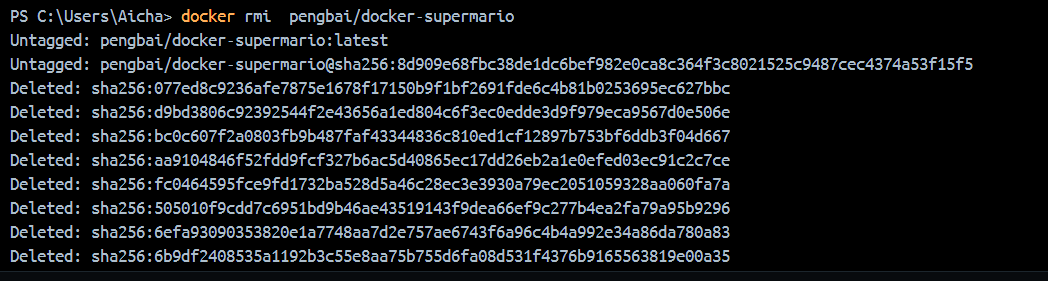 PS C:\Users\Aicha> docker rmi  pengbai/docker-supermario
Untagged: pengbai/docker-supermario:latest
Untagged: pengbai/docker-supermario@sha256:8d909e68fbc38de1dc6bef982e0ca8c364f3c8021525c9487cec4374a53f15f5
Deleted: sha256:077ed8c9236afe7875e1678f17150b9f1bf2691fde6c4b81b0253695ec627bbc
Deleted: sha256:d9bd3806c92392544f2e43656a1ed804c6f3ec0edde3d9f979eca9567d0e506e
Deleted: sha256:bc0c607f2a0803fb9b487faf43344836c810ed1cf12897b753bf6ddb3f04d667
Deleted: sha256:aa9104846f52fdd9fcf327b6ac5d40865ec17dd26eb2a1e0efed03ec91c2c7ce
Deleted: sha256:fc0464595fce9fd1732ba528d5a46c28ec3e3930a79ec2051059328aa060fa7a
Deleted: sha256:505010f9cdd7c6951bd9b46ae43519143f9dea66ef9c277b4ea2fa79a95b9296
Deleted: sha256:6efa93090353820e1a7748aa7d2e757ae6743f6a96c4b4a992e34a86da780a83
Deleted: sha256:6b9df2408535a1192b3c55e8aa75b755d6fa08d531f4376b9165563819e00a35